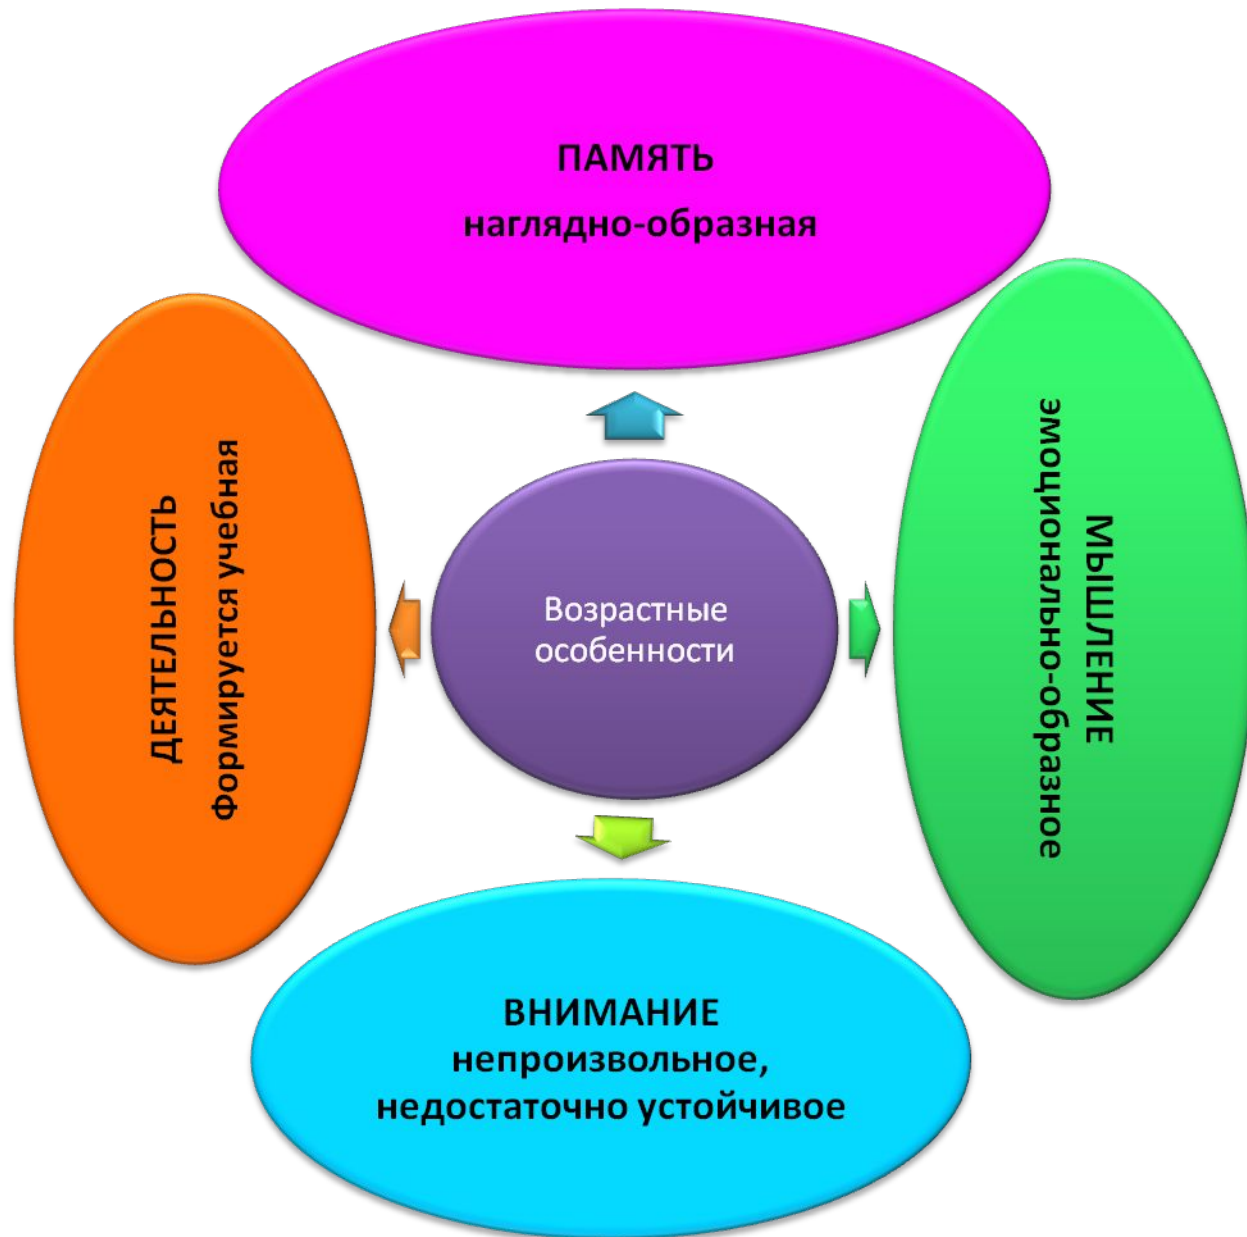 ПАМЯТЬ
наглядно-образная
ДЕЯТЕЛЬНОСТЬ
Формируется учебная
Возрастные
особенности
МЫШЛЕНИЕ
эмоционально-образное
ВНИМАНИЕ
непроизвольное,
недостаточно устойчивое